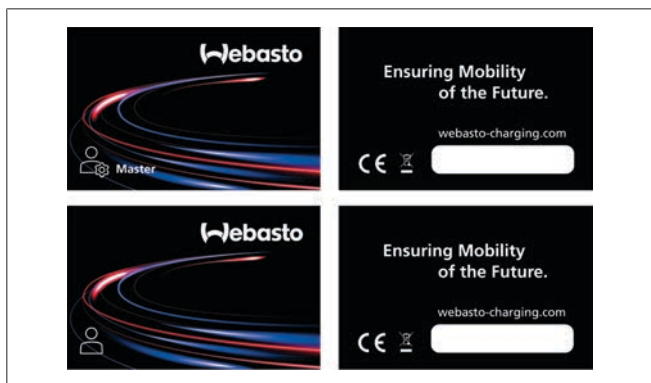 Webasto
Master
Ensuring Mobility
of the Future.
webasto-charging.com
CE
Webasto
Ensuring Mobility
of the Future.
webasto-charging.com
CE